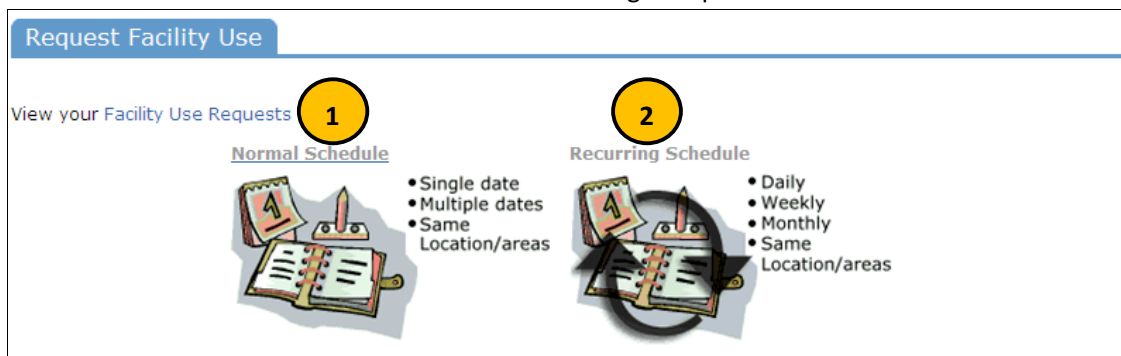 Request Facility Use
View your Facility Use Requests
1
2
Normal Schedule
Recurring Schedule
• Single date
• Multiple dates
• Same
Location/areas
• Daily
• Weekly
• Monthly
• Same
Location/areas